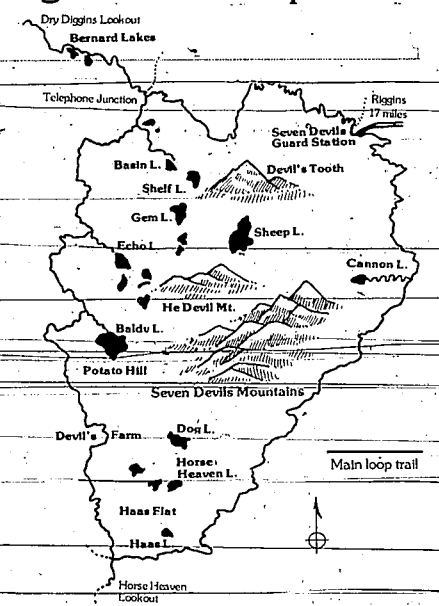 Dry Diggins Lookout
Bernard Lakes
Telephone Junction
Riggins
17 miles
Seven Devils
Guard Station
Basin L.
Devil's Tooth
Shelf L.
Gem L.
Sheep L.
Echo L
Cannon L.
He Devil Mt.
Baldy L.
Potato Hill
Seven Devils Mountains
Dog L.
Devil's Farm
Horse
Heaven L.
Main loop trail
Haas Flat
Haas L.
Horse Heaven
Lookout